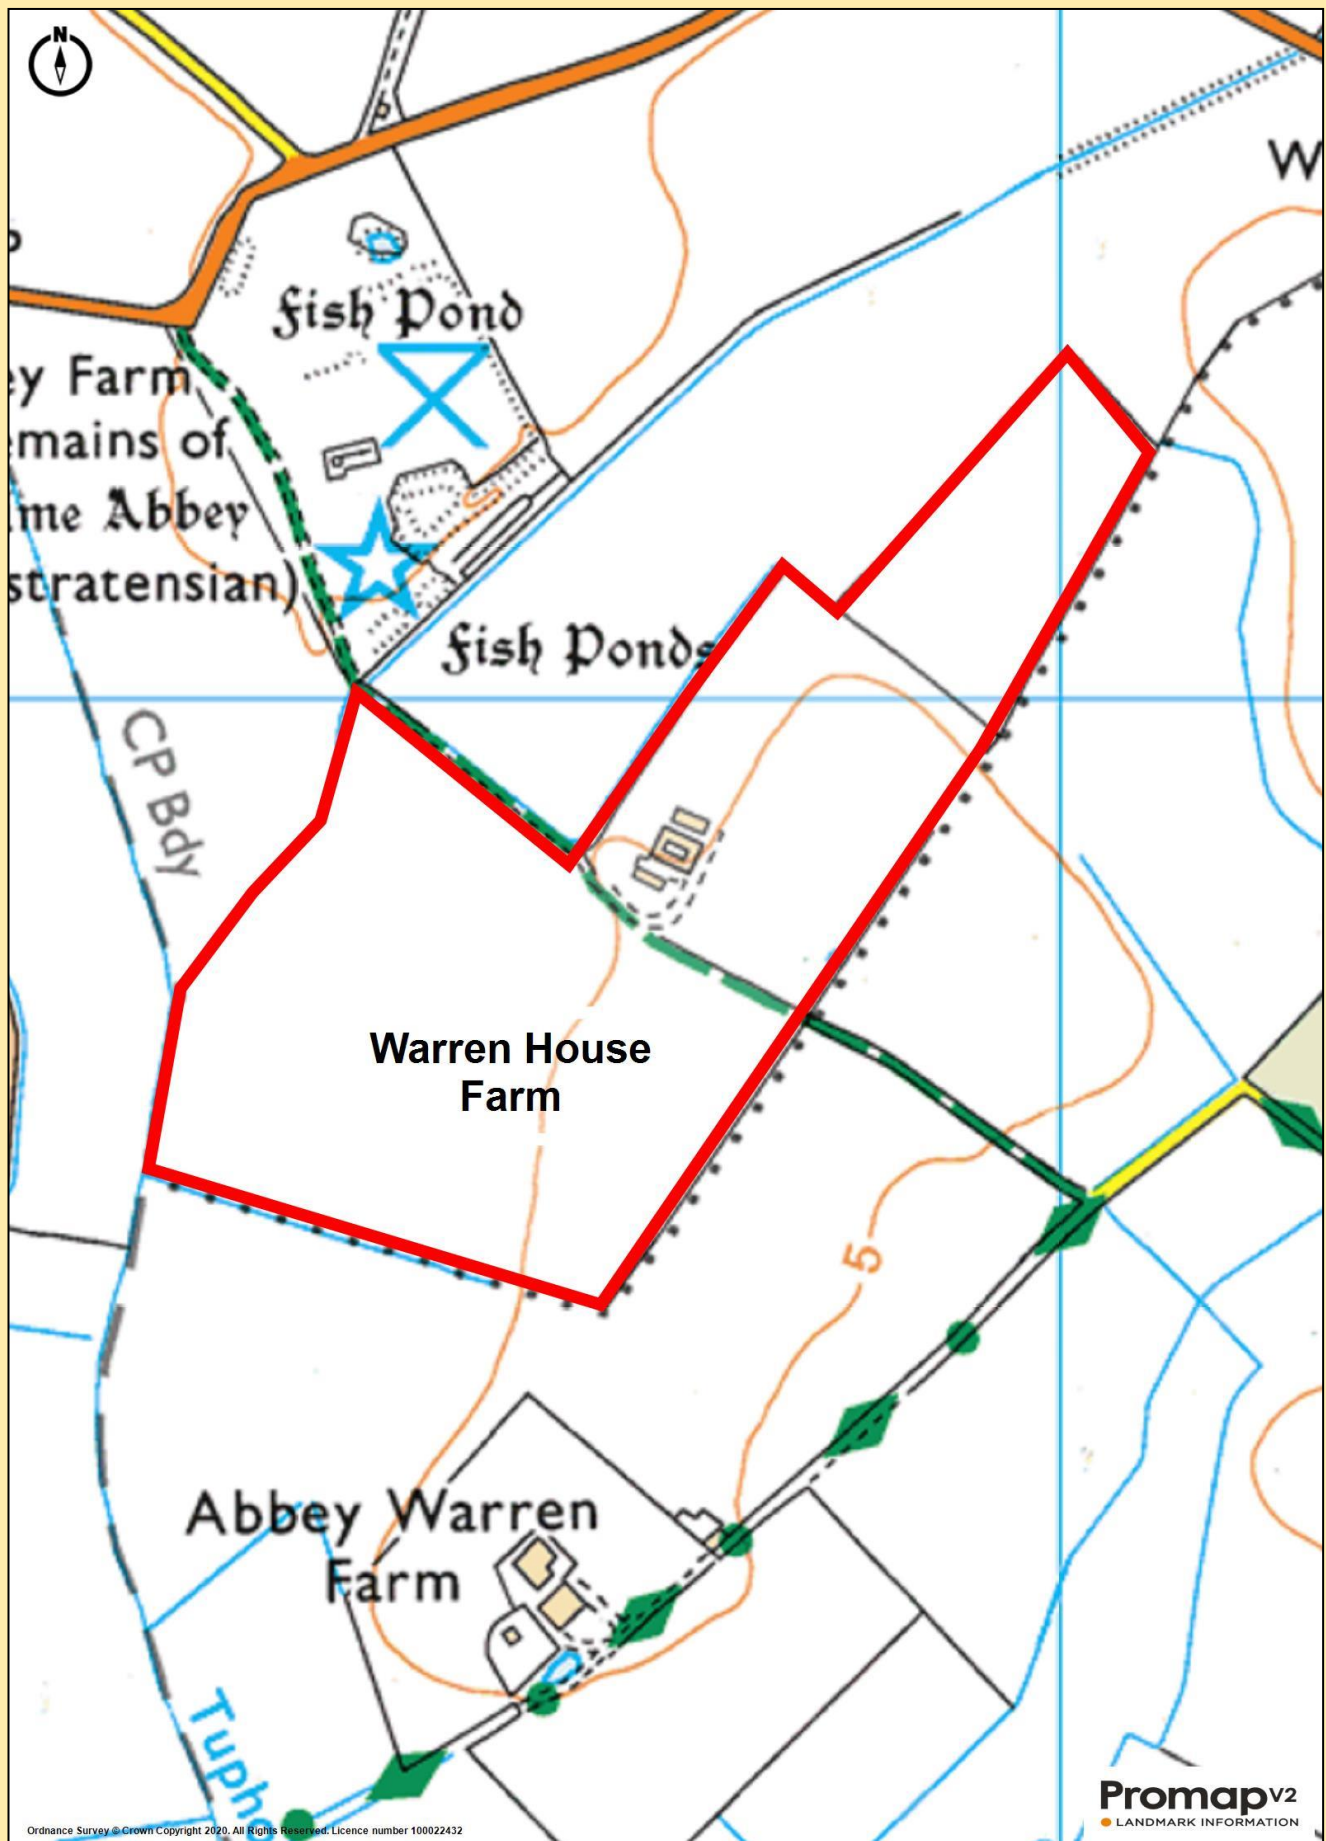 N
W
Fish Pond
ey Farm
emains of
me Abbey
stratensian)
Fish Ponds
CP Bdy
Warren House
Farm
5
Abbey Warren
Farm
Tupho
Promap V2
LANDMARK INFORMATION
Ordnance Survey © Crown Copyright 2020. All Rights Reserved. Licence number 100022432